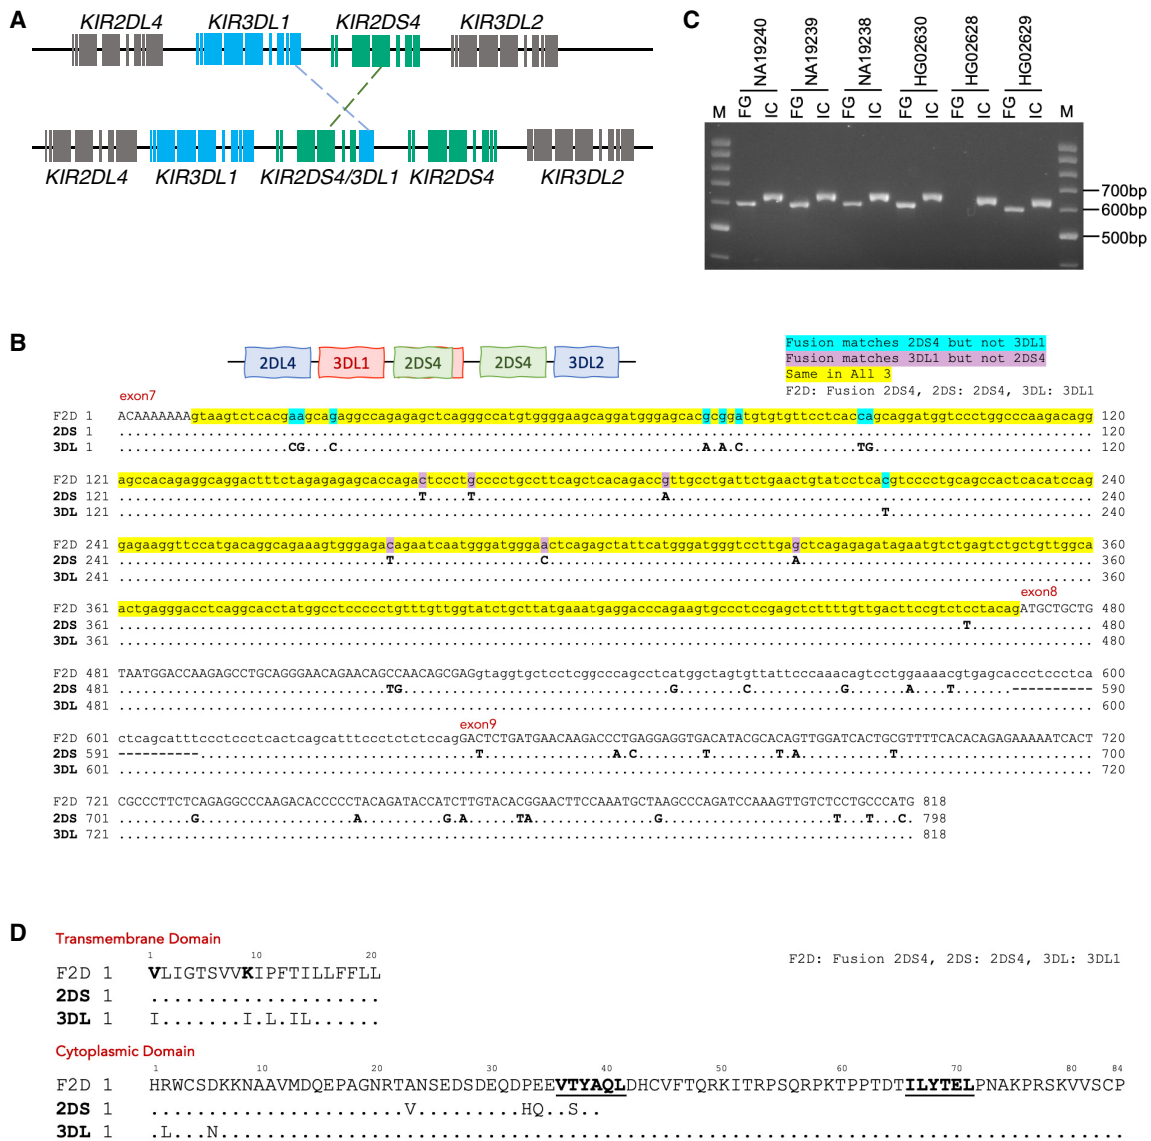 A
KIR2DL4 KIR3DL1 KIR2DS4 KIR3DL2
KIR2DL4 KIR3DL1 KIR2DS4/3DL1 KIR2DS4 KIR3DL2
C
NA19240 NA19239 NA19238 HG02630 HG02628 HG02629
M FG IC FG IC FG IC FG IC FG IC FG IC M
700bp
600bp
500bp
B
2DL4 3DL1 2DS4 2DS4 3DL2
Fusion matches 2DS4 but not 3DL1
Fusion matches 3DL1 but not 2DS4
Same in All 3
F2D: Fusion 2DS4, 2DS: 2DS4, 3DL: 3DL1
exon7
F2D 1 ACAAAAAAAgtaagtctcacgaagcagaggccagagagctcagggccatgtggggaagcaggatgggagcacgcggatgtgtgttcctcaccagcaggatggtccctggcccaagacagg 120
2DS 1 ........................................................................................................................ 120
3DL 1 .....................CG...C.............................................A.A.C..............TG........................... 120
F2D 121 agccacagagaggcaggactttctagagagagcaccagactccctgcccctgccttcagctcacagaccgttgcctgattctgaactgtatcctcacgtcccctgcagccactcacatccag 240
2DS 121 .....................................T.....T.......................A.................................................... 240
3DL 121 ..............................................................................................T......................... 240
F2D 241 gagaaggttccatgacaggcagaaagtgggagacagaatcaatgggatgggaactcagagctattcatgggatgggtccttgagctcagagagatagaatgtctgagtctgctgttggca 360
2DS 241 .................................T..................C..............................A.................................... 360
3DL 241 ........................................................................................................................ 360
exon8
F2D 361 actgagggacctcaggcacctatggcctccccctgtttgttggtatctgcttatgaaatgaggacccagaagtgccctccgagctcttttgttgacttccgtctcctacagATGCTGCTG 480
2DS 361 ........................................................................................................T............... 480
3DL 361 ........................................................................................................................ 480
F2D 481 TAATGGACCAAGAGCCTGCAGGGAACAGAACAGCCAACAGCGAGgtaggtgctcctcggcccagcctcatggctagtgttattcccaaacagtcctggaaaacgtgagcaccctccctca 600
2DS 481 .................................TG.................................G........C...........G.......A....T.......---------- 590
3DL 481 ........................................................................................................................ 600
exon9
F2D 601 ctcagcatttccctccctcactcagcatttccctctctccagGACTCTGATGAACAAGACCCTGAGGAGGTGACATACGCACAGTTGGATCACTGCGTTTTCACACAGAGAAAAATCACT 720
2DS 591 ----------..................................T................A.C........T........T.A...........T........................ 700
3DL 601 ........................................................................................................................ 720
F2D 721 CGCCCTTCTCAGAGGCCCAAGACACCCCCTACAGATACCATCTTGTACACGGAACTTCCAAATGCTAAGCCCAGATCCAAAGTTGTCTCCTGCCCATG 818
2DS 701 .........G...................A..........G.A......TA...............G.....................T...T...C. 798
3DL 721 .................................................................................................. 818
D
Transmembrane Domain
1 10 20
F2D 1 VLIGTSVVKIPFTILLFFLL
2DS 1 ....................
3DL 1 I.......I.L.IL......
F2D: Fusion 2DS4, 2DS: 2DS4, 3DL: 3DL1
Cytoplasmic Domain
1 10 20 30 40 50 60 70 80 84
F2D 1 HRWCSDKKNAAVMDQEPAGNRTANSEDSDEQDPEEVTYAQLDHCVFTQRKITRPSQRPKTPPTDTILYTELPNAKPRSKVVSCP
2DS 1 ......................V.........HQ..S..
3DL 1 .L...N..............................................................................